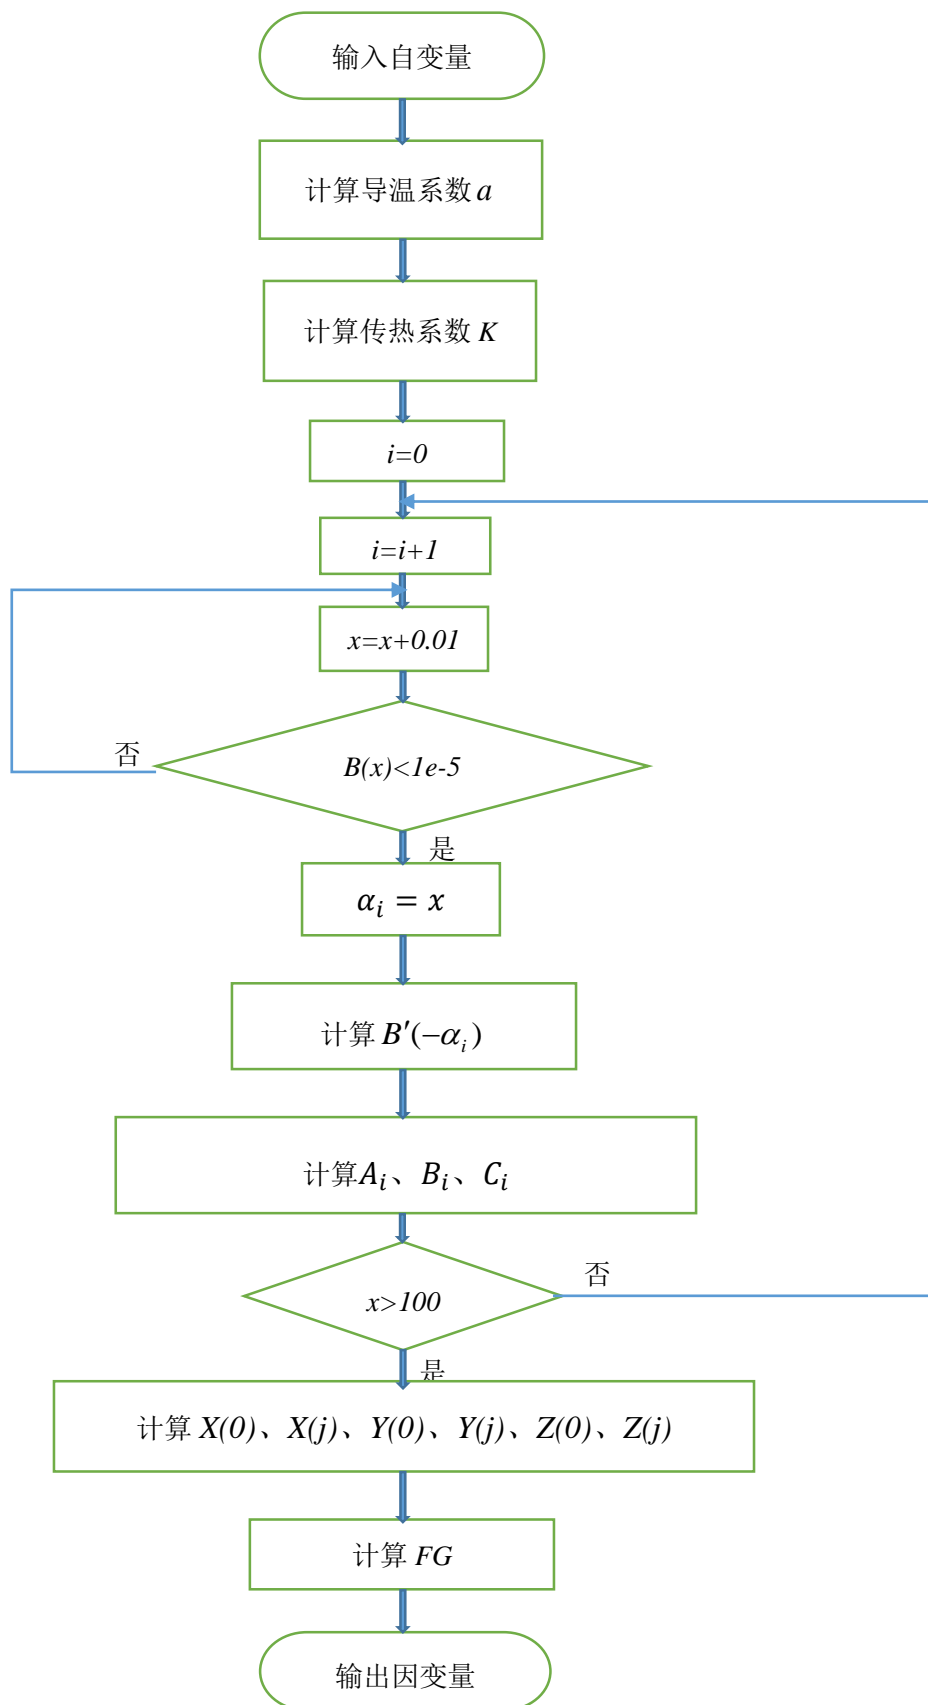 输入自变量
计算导温系数 a
计算传热系数 K
i=0
i=i+1
x=x+0.01
否
B(x)<1e-5
是
αᵢ = x
计算 B′(−αᵢ)
计算Aᵢ、Bᵢ、Cᵢ
否
x>100
是
计算 X(0)、X(j)、Y(0)、Y(j)、Z(0)、Z(j)
计算 FG
输出因变量